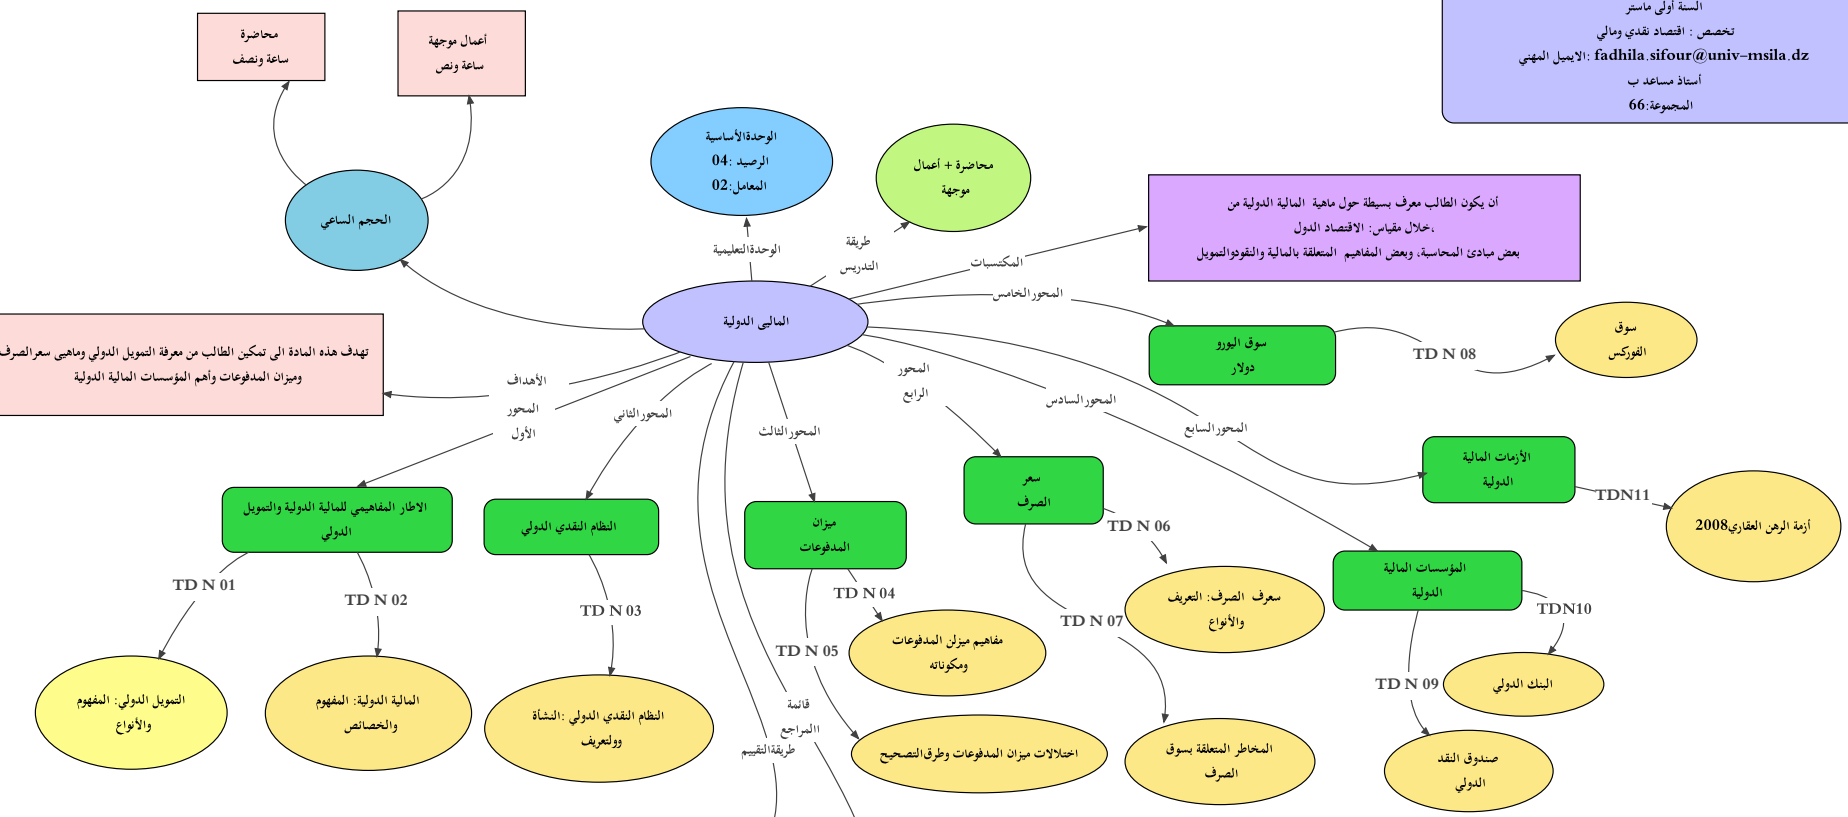 السنة أولى ماستر
تخصص : اقتصاد نقدي ومالي
الايميل المهني: fadhila.sifour@univ-msila.dz
أستاذ مساعد ب
المجموعة:66
محاضرة
ساعة ونصف
أعمال موجهة
ساعة ونص
الوحدةالأساسية
الرصيد :04
المعامل:02
محاضرة + أعمال
موجهة
الحجم الساعي
أن يكون الطالب معرف بسيطة حول ماهية المالية الدولية من
خلال مقياس: الاقتصاد الدول،
بعض مبادئ المحاسبة، وبعض المفاهيم المتعلقة بالمالية والنقودوالتمويل
الوحدةالتعليمية
طريقة
التدريس
المكتسبات
المحورالخامس
الماليى الدولية
سوق اليورو
دولار
TD N 08
سوق
الفوركس
تهدف هذه المادة الى تمكين الطالب من معرفة التمويل الدولي وماهيى سعرالصرف
وميزان المدفوعات وأهم المؤسسات المالية الدولية
الأهداف
المحور
الأول
المحورالثاني
المحورالثالث
المحور
الرابع
المحورالسادس
المحورالسابع
الاطار المفاهيمي للمالية الدولية والتمويل
الدولي
النظام النقدي الدولي
ميزان
المدفوعات
سعر
الصرف
الأزمات المالية
الدولية
TDN11
أزمة الرهن العقاري2008
المؤسسات المالية
الدولية
TD N 01
TD N 02
TD N 03
TD N 04
TD N 05
TD N 06
TD N 07
TDN10
TD N 09
التمويل الدولي: المفهوم
والأنواع
المالية الدولية: المفهوم
والخصائص
النظام النقدي الدولي :النشأة
وولتعريف
مفاهيم ميزلن المدفوعات
ومكوناته
اختلالات ميزان المدفوعات وطرقالتصحيح
سعرف الصرف: التعريف
والأنواع
المخاطر المتعلقة بسوق
الصرف
البنك الدولي
صندوق النقد
الدولي
قائمة
االمراجع
طريقةالتقييم